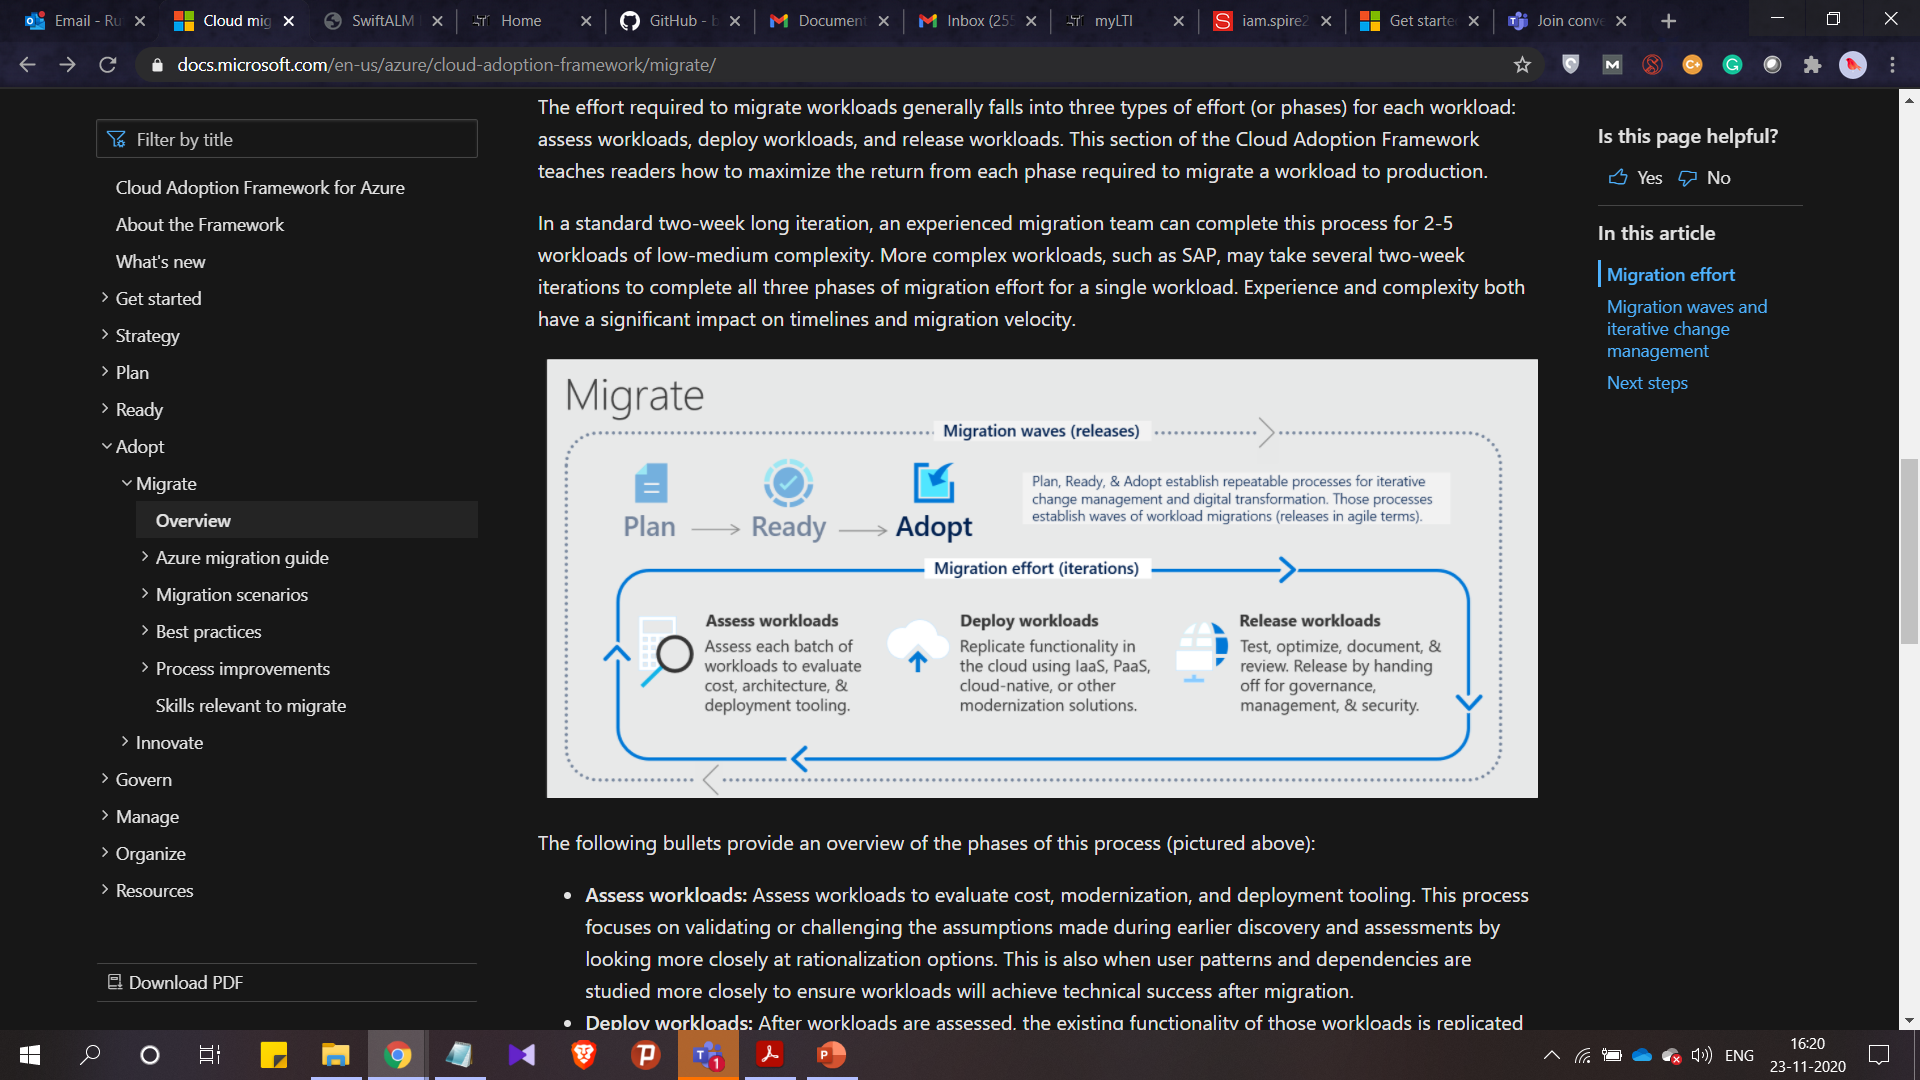 Email - Ru
Cloud mig
SwiftALM
Home
GitHub - b
Document
Inbox (255
myLTI
iam.spire2
Get starte
Join conve
docs.microsoft.com/en-us/azure/cloud-adoption-framework/migrate/
Filter by title
Cloud Adoption Framework for Azure
About the Framework
What's new
Get started
Strategy
Plan
Ready
Adopt
Migrate
Overview
Azure migration guide
Migration scenarios
Best practices
Process improvements
Skills relevant to migrate
Innovate
Govern
Manage
Organize
Resources
Download PDF
The effort required to migrate workloads generally falls into three types of effort (or phases) for each workload:
assess workloads, deploy workloads, and release workloads. This section of the Cloud Adoption Framework
teaches readers how to maximize the return from each phase required to migrate a workload to production.
In a standard two-week long iteration, an experienced migration team can complete this process for 2-5
workloads of low-medium complexity. More complex workloads, such as SAP, may take several two-week
iterations to complete all three phases of migration effort for a single workload. Experience and complexity both
have a significant impact on timelines and migration velocity.
Migrate
Migration waves (releases)
Plan
Ready
Adopt
Plan, Ready, & Adopt establish repeatable processes for iterative
change management and digital transformation. Those processes
establish waves of workload migrations (releases in agile terms).
Migration effort (iterations)
Assess workloads
Assess each batch of
workloads to evaluate
cost, architecture, &
deployment tooling.
Deploy workloads
Replicate functionality in
the cloud using IaaS, PaaS,
cloud-native, or other
modernization solutions.
Release workloads
Test, optimize, document, &
review. Release by handing
off for governance,
management, & security.
The following bullets provide an overview of the phases of this process (pictured above):
• Assess workloads: Assess workloads to evaluate cost, modernization, and deployment tooling. This process
focuses on validating or challenging the assumptions made during earlier discovery and assessments by
looking more closely at rationalization options. This is also when user patterns and dependencies are
studied more closely to ensure workloads will achieve technical success after migration.
• Deploy workloads: After workloads are assessed, the existing functionality of those workloads is replicated
Is this page helpful?
Yes
No
In this article
Migration effort
Migration waves and
iterative change
management
Next steps
ENG
16:20
23-11-2020